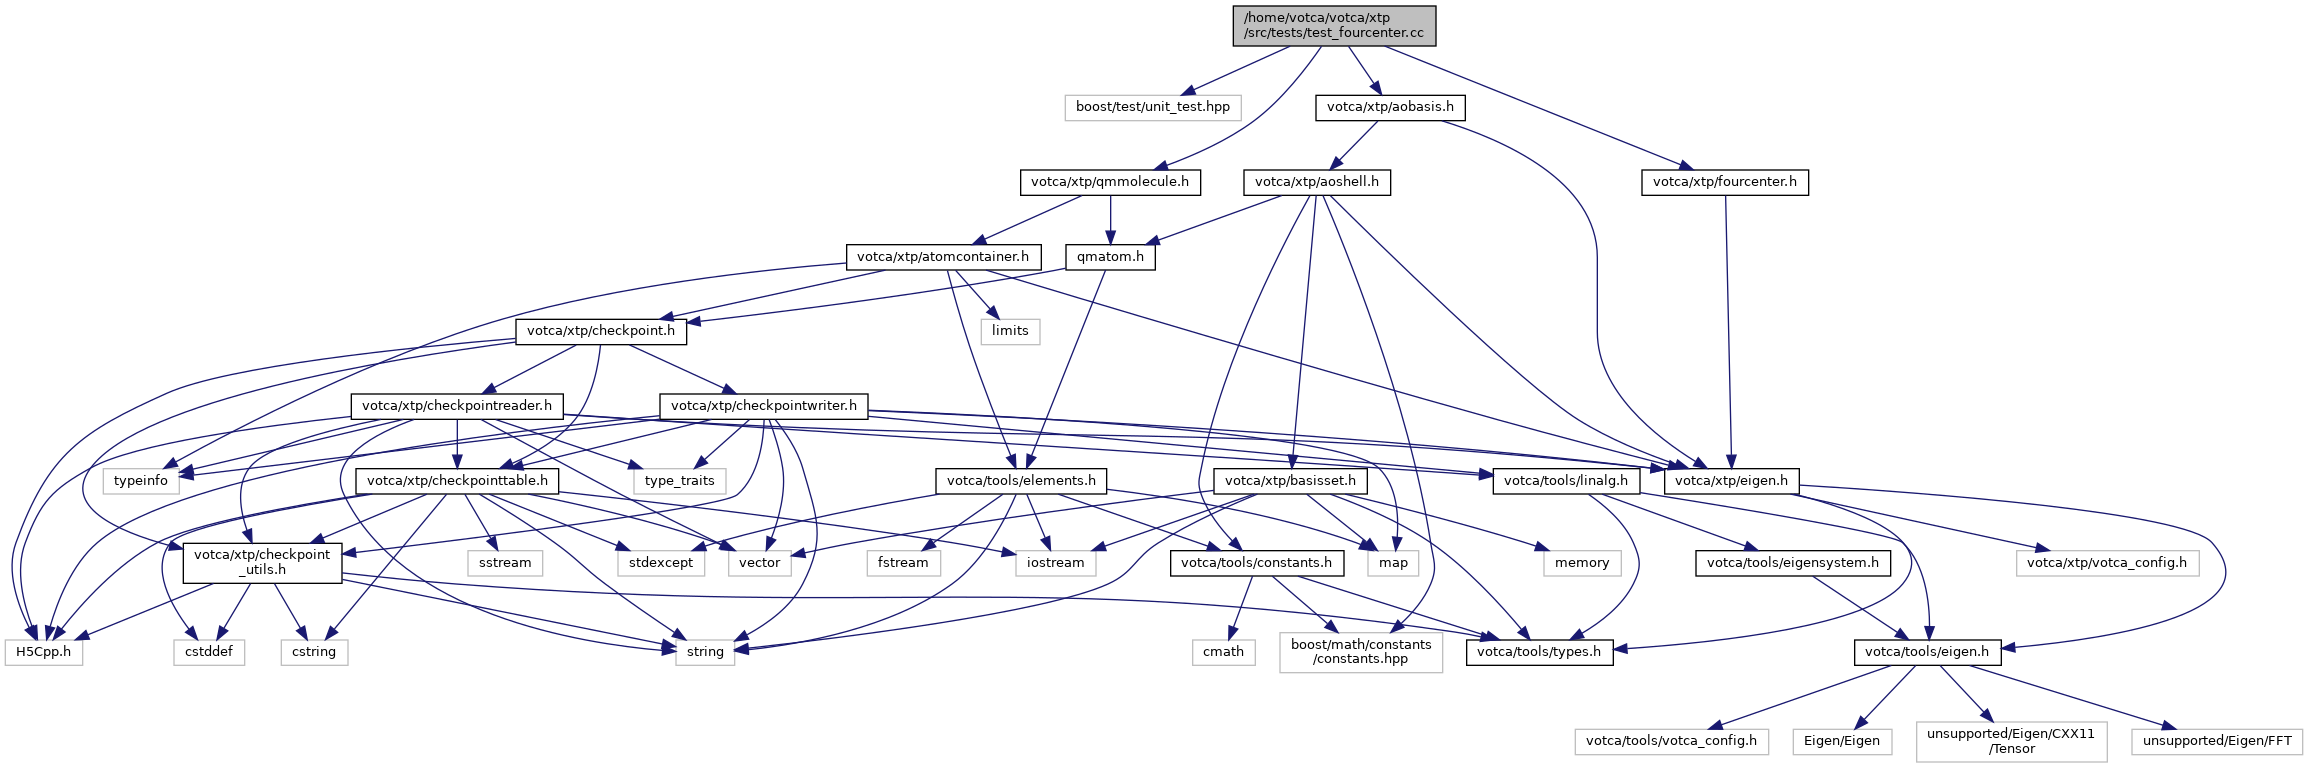 /home/votca/votca/xtp
/src/tests/test_fourcenter.cc
boost/test/unit_test.hpp
votca/xtp/aobasis.h
votca/xtp/qmmolecule.h
votca/xtp/aoshell.h
votca/xtp/fourcenter.h
votca/xtp/atomcontainer.h
qmatom.h
votca/xtp/checkpoint.h
limits
votca/xtp/checkpointreader.h
votca/xtp/checkpointwriter.h
typeinfo
votca/xtp/checkpointtable.h
type_traits
votca/tools/elements.h
votca/xtp/basisset.h
votca/tools/linalg.h
votca/xtp/eigen.h
votca/xtp/checkpoint
_utils.h
sstream
stdexcept
vector
fstream
iostream
votca/tools/constants.h
map
memory
votca/tools/eigensystem.h
votca/xtp/votca_config.h
H5Cpp.h
cstddef
cstring
string
cmath
boost/math/constants
/constants.hpp
votca/tools/types.h
votca/tools/eigen.h
votca/tools/votca_config.h
Eigen/Eigen
unsupported/Eigen/CXX11
/Tensor
unsupported/Eigen/FFT